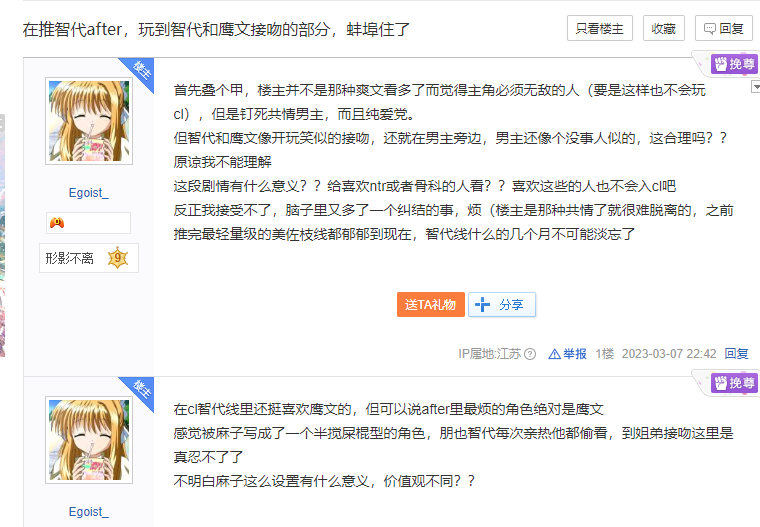 在推智代after，玩到智代和鹰文接吻的部分，蚌埠住了
只看楼主
收藏
回复
楼主
挽尊
首先叠个甲，楼主并不是那种爽文看多了而觉得主角必须无敌的人（要是这样也不会玩
cl），但是钉死共情男主，而且纯爱党。
但智代和鹰文像开玩笑似的接吻，还就在男主旁边，男主还像个没事人似的，这合理吗？？
原谅我不能理解
这段剧情有什么意义？？给喜欢ntr或者骨科的人看？？喜欢这些的人也不会入cl吧
反正我接受不了，脑子里又多了一个纠结的事，烦（楼主是那种共情了就很难脱离的，之前
推完最轻量级的美佐枝线都郁郁到现在，智代线什么的几个月不可能淡忘了
Egoist_
形影不离 9
送TA礼物
分享
IP属地:江苏 举报 1楼 2023-03-07 22:42 回复
楼主
挽尊
在cl智代线里还挺喜欢鹰文的，但可以说after里最烦的角色绝对是鹰文
感觉被麻子写成了一个半搅屎棍型的角色，朋也智代每次亲热他都偷看，到姐弟接吻这里是
真忍不了了
不明白麻子这么设置有什么意义，价值观不同？？
Egoist_